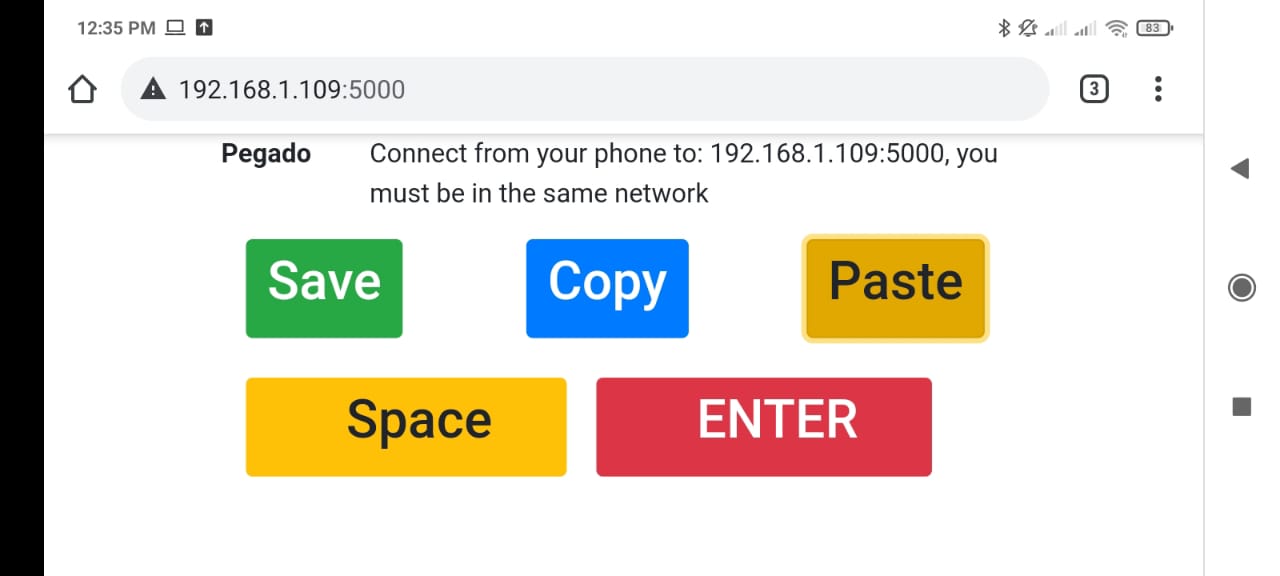 12:35 PM
83
192.168.1.109:5000
3
Pegado
Connect from your phone to: 192.168.1.109:5000, you
must be in the same network
Save
Copy
Paste
Space
ENTER